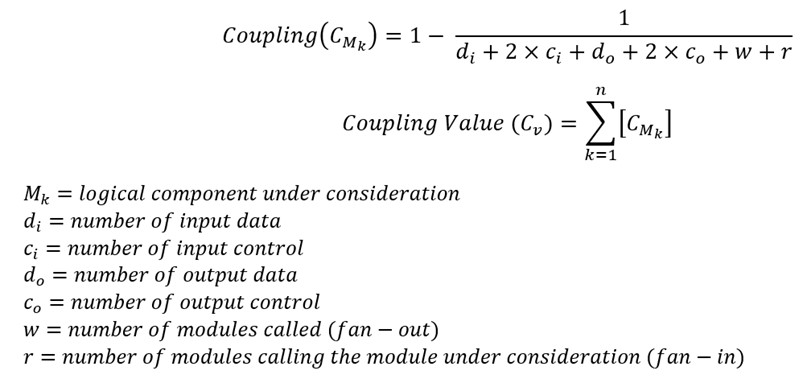 Coupling(C_{M_k}) = 1 − \frac{1}{d_i + 2 × c_i + d_o + 2 × c_o + w + r}
Coupling Value (C_v) = \sum_{k=1}^{n} [C_{M_k}]
M_k = logical component under consideration
d_i = number of input data
c_i = number of input control
d_o = number of output data
c_o = number of output control
w = number of modules called (fan − out)
r = number of modules calling the module under consideration (fan − in)